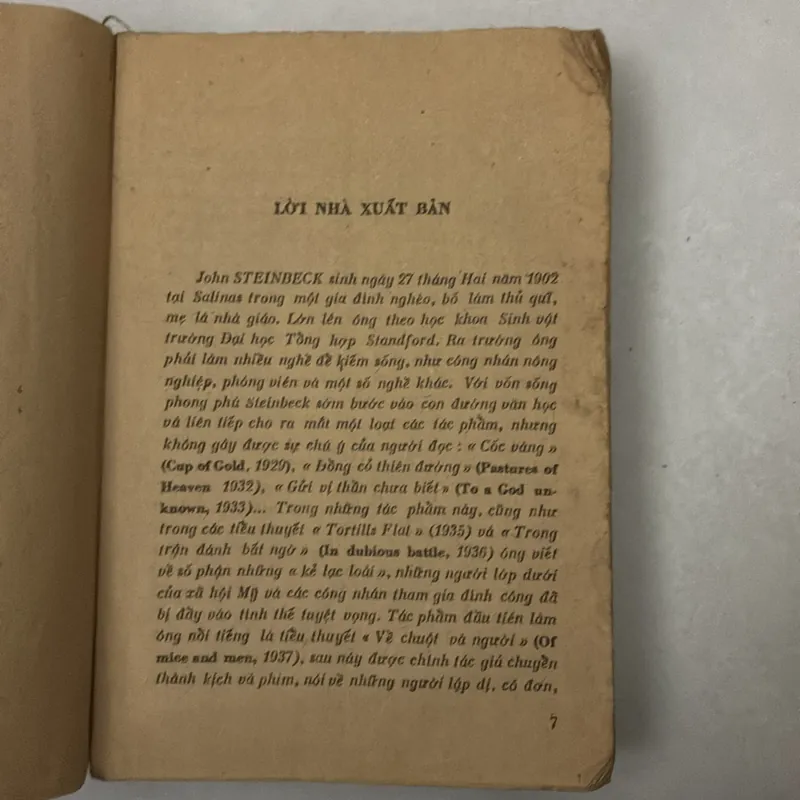 LỜI NHÀ XUẤT BẢN
John STEINBECK sinh ngày 27 tháng Hai năm 1902
tại Salinas trong một gia đình nghèo, bố làm thủ quĩ,
mẹ là nhà giáo. Lớn lên ông theo học khoa Sinh vật
trường Đại học Tổng hợp Standford. Ra trường ông
phải làm nhiều nghề để kiếm sống, như công nhân nông
nghiệp, phóng viên và một số nghề khác. Với vốn sống
phong phú Steinbeck sớm bước vào con đường văn học
và liên tiếp cho ra mắt một loạt các tác phẩm, nhưng
không gây được sự chú ý của người đọc : « Cốc vàng »
(Cup of Gold, 1929), « Đồng cỏ thiên đường » (Pastures of
Heaven 1932), « Gửi vị thần chưa biết » (To a God un-
known, 1933)... Trong những tác phẩm này, cũng như
trong các tiểu thuyết « Tortills Flat » (1935) và « Trong
trận đánh bất ngờ » (In dubious battle, 1936) ông viết
về số phận những « kẻ lạc loài », những người lớp dưới
của xã hội Mỹ và các công nhân tham gia đình công đã
bị đẩy vào tình thế tuyệt vọng. Tác phẩm đầu tiên làm
ông nổi tiếng là tiểu thuyết « Về chuột và người » (Of
mice and men, 1937), sau này được chính tác giả chuyển
thành kịch và phim, nói về những người lập dị, cô đơn,
7